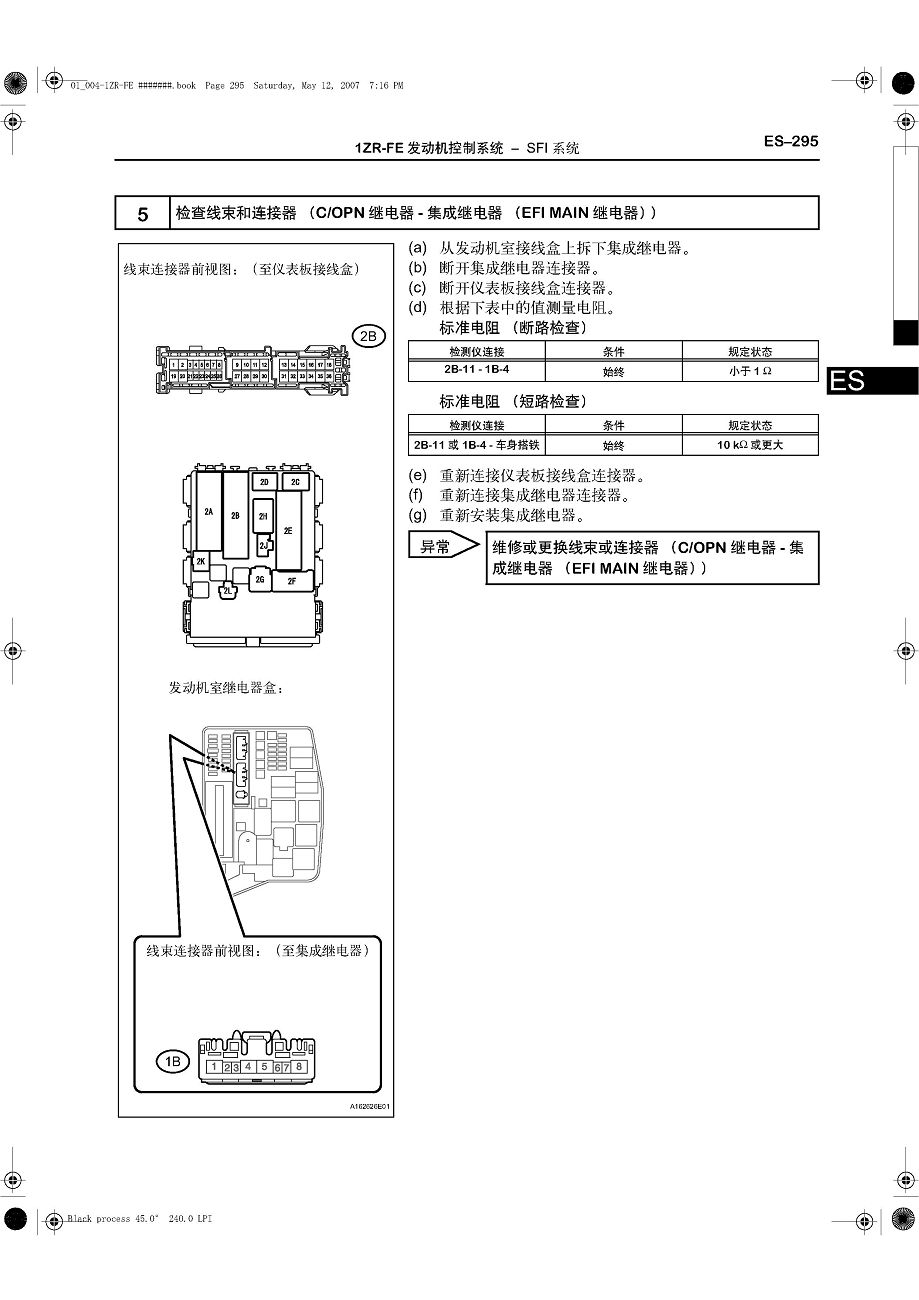 01_004-1ZR-FE #######.book Page 295 Saturday, May 12, 2007 7:16 PM
1ZR-FE 发动机控制系统 – SFI 系统
ES–295
5 检查线束和连接器 （C/OPN 继电器 - 集成继电器 （EFI MAIN 继电器））
(a) 从发动机室接线盒上拆下集成继电器。
(b) 断开集成继电器连接器。
(c) 断开仪表板接线盒连接器。
(d) 根据下表中的值测量电阻。
标准电阻 （断路检查）
检测仪连接 条件 规定状态
2B-11 - 1B-4 始终 小于 1 Ω
标准电阻 （短路检查）
检测仪连接 条件 规定状态
2B-11 或 1B-4 - 车身搭铁 始终 10 kΩ 或更大
(e) 重新连接仪表板接线盒连接器。
(f) 重新连接集成继电器连接器。
(g) 重新安装集成继电器。
异常
维修或更换线束或连接器 （C/OPN 继电器 - 集
成继电器 （EFI MAIN 继电器））
ES
线束连接器前视图：（至仪表板接线盒）
2B
1 2 3 4 5 6 7 8 9 10 11 12 13 14 15 16 17 18
19 20 21 22 23 24 25 26 27 28 29 30 31 32 33 34 35 36
2D 2C
2A 2B 2H 2E
2J
2K
2G 2F
2L
发动机室继电器盒：
线束连接器前视图：（至集成继电器）
1B
1 2 3 4 5 6 7 8
A162626E01
Black process 45.0° 240.0 LPI